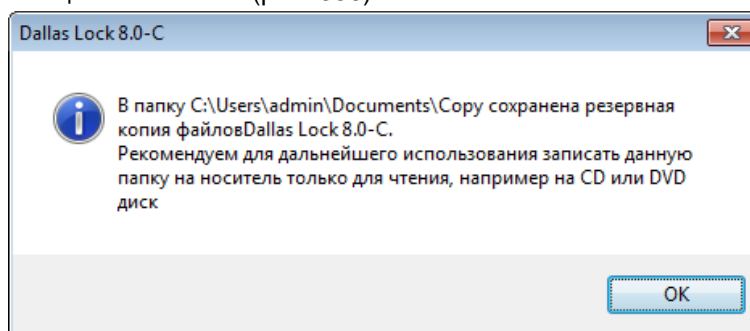 Dallas Lock 8.0-C
В папку C:\Users\admin\Documents\Copy сохранена резервная
копия файловDallas Lock 8.0-C.
Рекомендуем для дальнейшего использования записать данную
папку на носитель только для чтения, например на CD или DVD
диск
OK